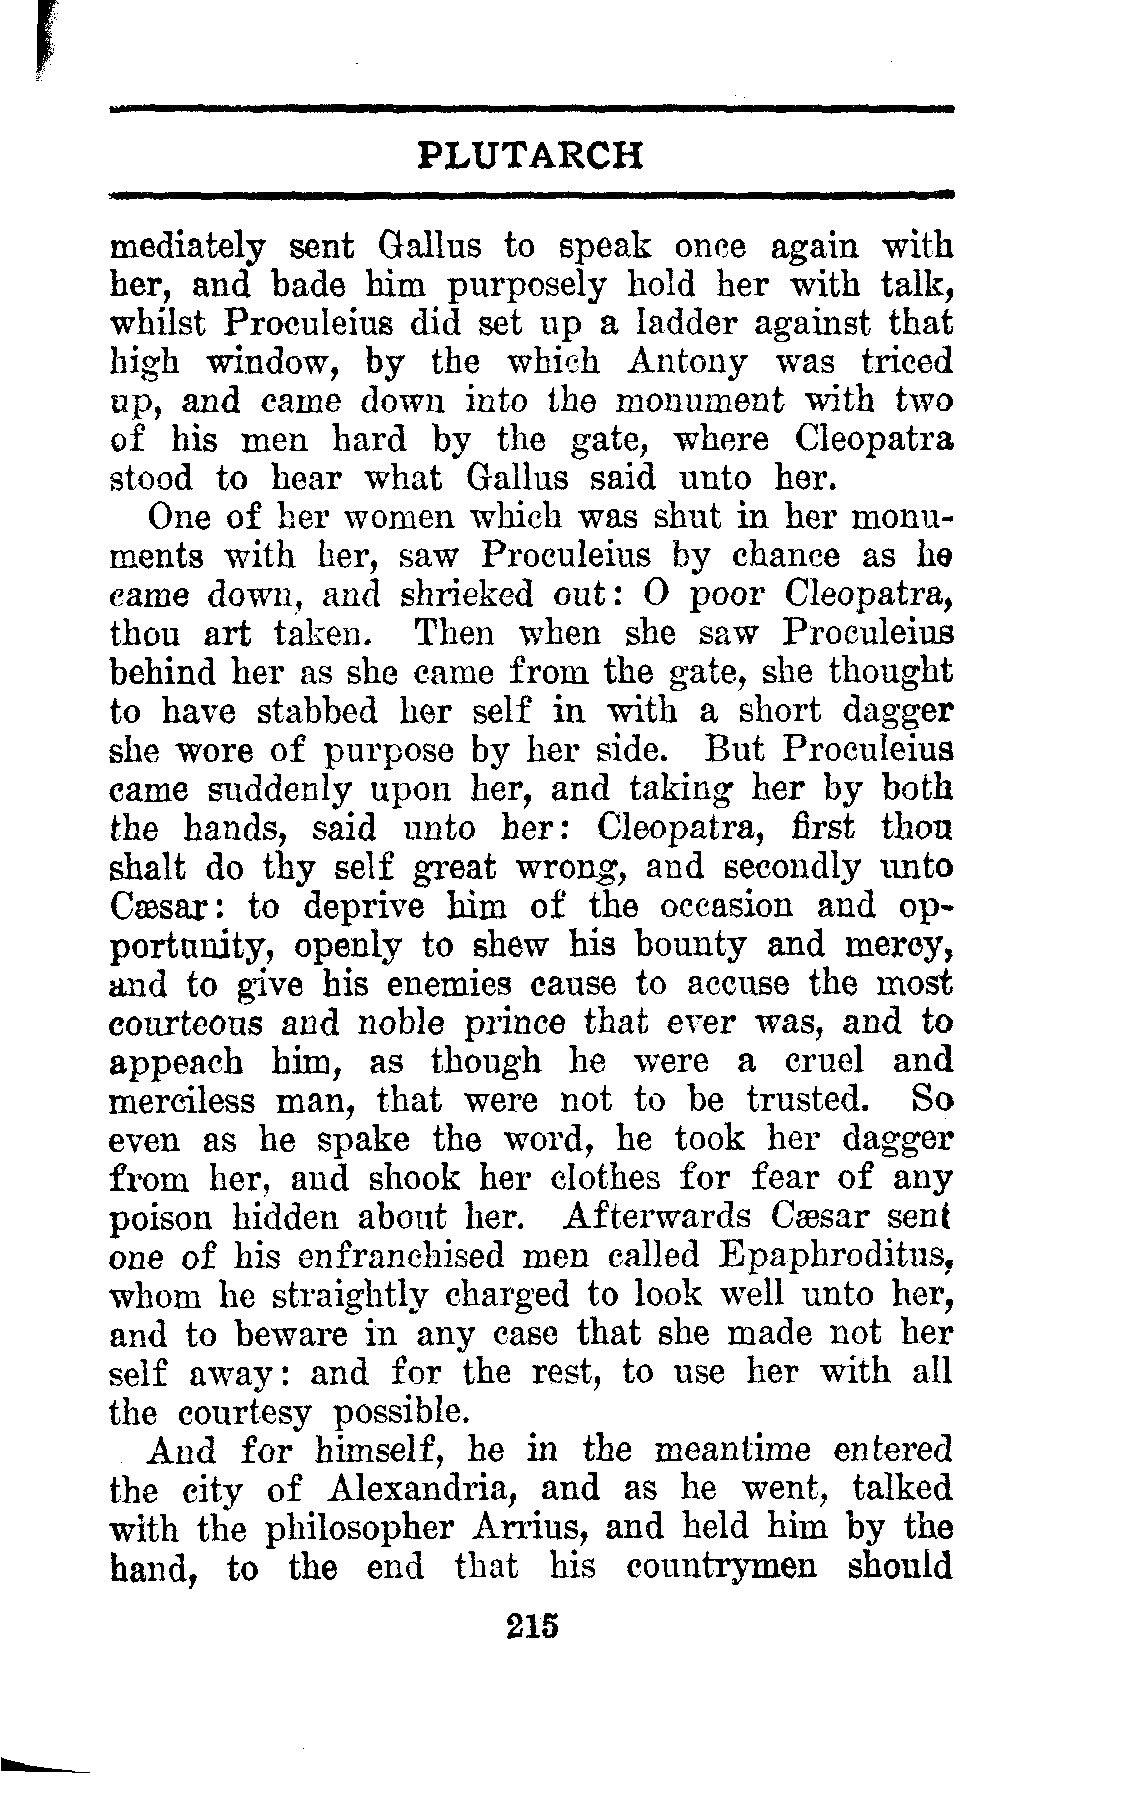 PLUTARCH
mediately sent Gallus to speak once again with
her, and bade him purposely hold her with talk,
whilst Proculeius did set up a ladder against that
high window, by the which Antony was triced
up, and came down into the monument with two
of his men hard by the gate, where Cleopatra
stood to hear what Gallus said unto her.
One of her women which was shut in her monu-
ments with her, saw Proculeius by chance as he
came down, and shrieked out: O poor Cleopatra,
thou art taken. Then when she saw Proculeius
behind her as she came from the gate, she thought
to have stabbed her self in with a short dagger
she wore of purpose by her side. But Proculeius
came suddenly upon her, and taking her by both
the hands, said unto her: Cleopatra, first thou
shalt do thy self great wrong, and secondly unto
Cæsar: to deprive him of the occasion and op-
portunity, openly to shew his bounty and mercy,
and to give his enemies cause to accuse the most
courteous and noble prince that ever was, and to
appeach him, as though he were a cruel and
merciless man, that were not to be trusted. So
even as he spake the word, he took her dagger
from her, and shook her clothes for fear of any
poison hidden about her. Afterwards Cæsar sent
one of his enfranchised men called Epaphroditus,
whom he straightly charged to look well unto her,
and to beware in any case that she made not her
self away: and for the rest, to use her with all
the courtesy possible.
And for himself, he in the meantime entered
the city of Alexandria, and as he went, talked
with the philosopher Arrius, and held him by the
hand, to the end that his countrymen should
215